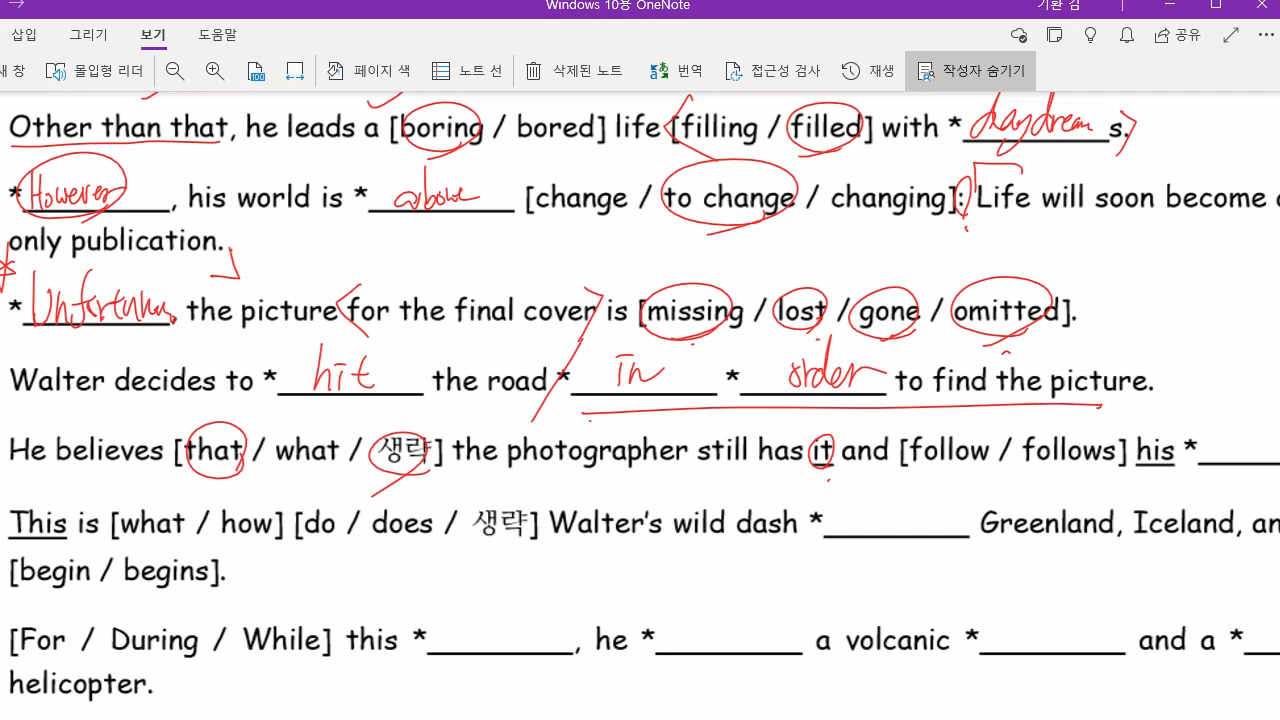 Windows 10용 OneNote 기환 김
삽입 그리기 보기 도움말 공유
새 창 몰입형 리더 페이지 색 노트 선 삭제된 노트 번역 접근성 검사 재생 작성자 숨기기
Other than that, he leads a [boring / bored] life [filling / filled] with * daydream s.
* However , his world is * above [change / to change / changing]: Life will soon become
only publication.
* the picture for the final cover is [missing / lost / gone / omitted].
Walter decides to * hit the road * in * order to find the picture.
He believes [that / what / 생략] the photographer still has it and [follow / follows] his *
This is [what / how] [do / does / 생략] Walter's wild dash * Greenland, Iceland,
[begin / begins].
[For / During / While] this * , he * a volcanic * and a *
helicopter.